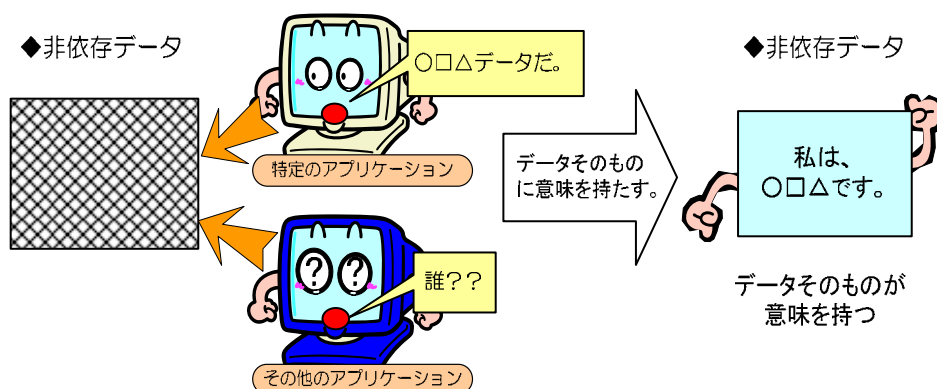 ◆非依存データ
〇□△データだ。
特定のアプリケーション
誰？？
その他のアプリケーション
データそのもの
に意味を持たす。
◆非依存データ
私は、
〇□△です。
データそのものが
意味を持つ